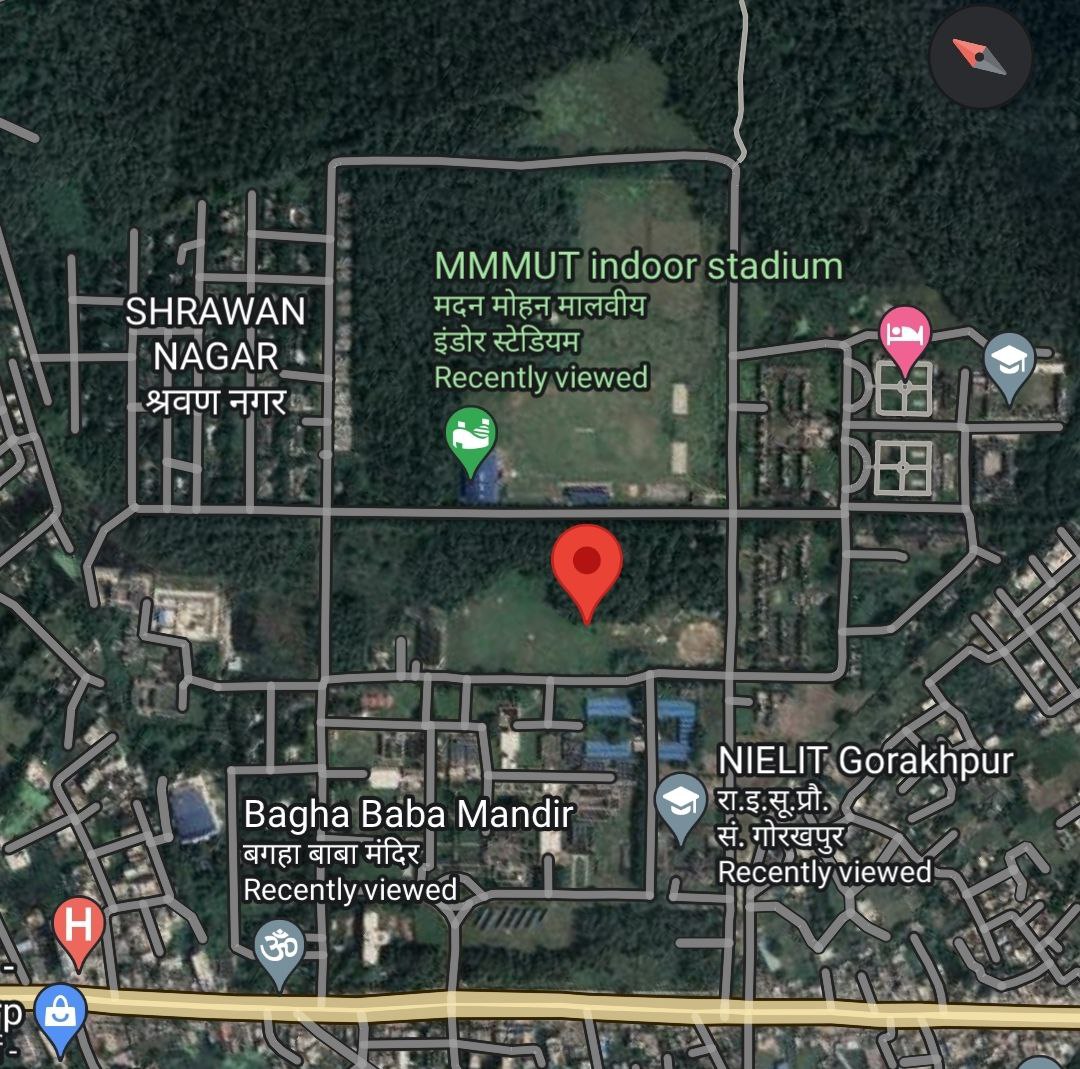 MMMUT indoor stadium
मदन मोहन मालवीय
इंडोर स्टेडियम
Recently viewed
SHRAWAN
NAGAR
श्रवण नगर
NIELIT Gorakhpur
रा.इ.सू.प्रौ.
सं. गोरखपुर
Recently viewed
Bagha Baba Mandir
बगहा बाबा मंदिर
Recently viewed
H
ॐ